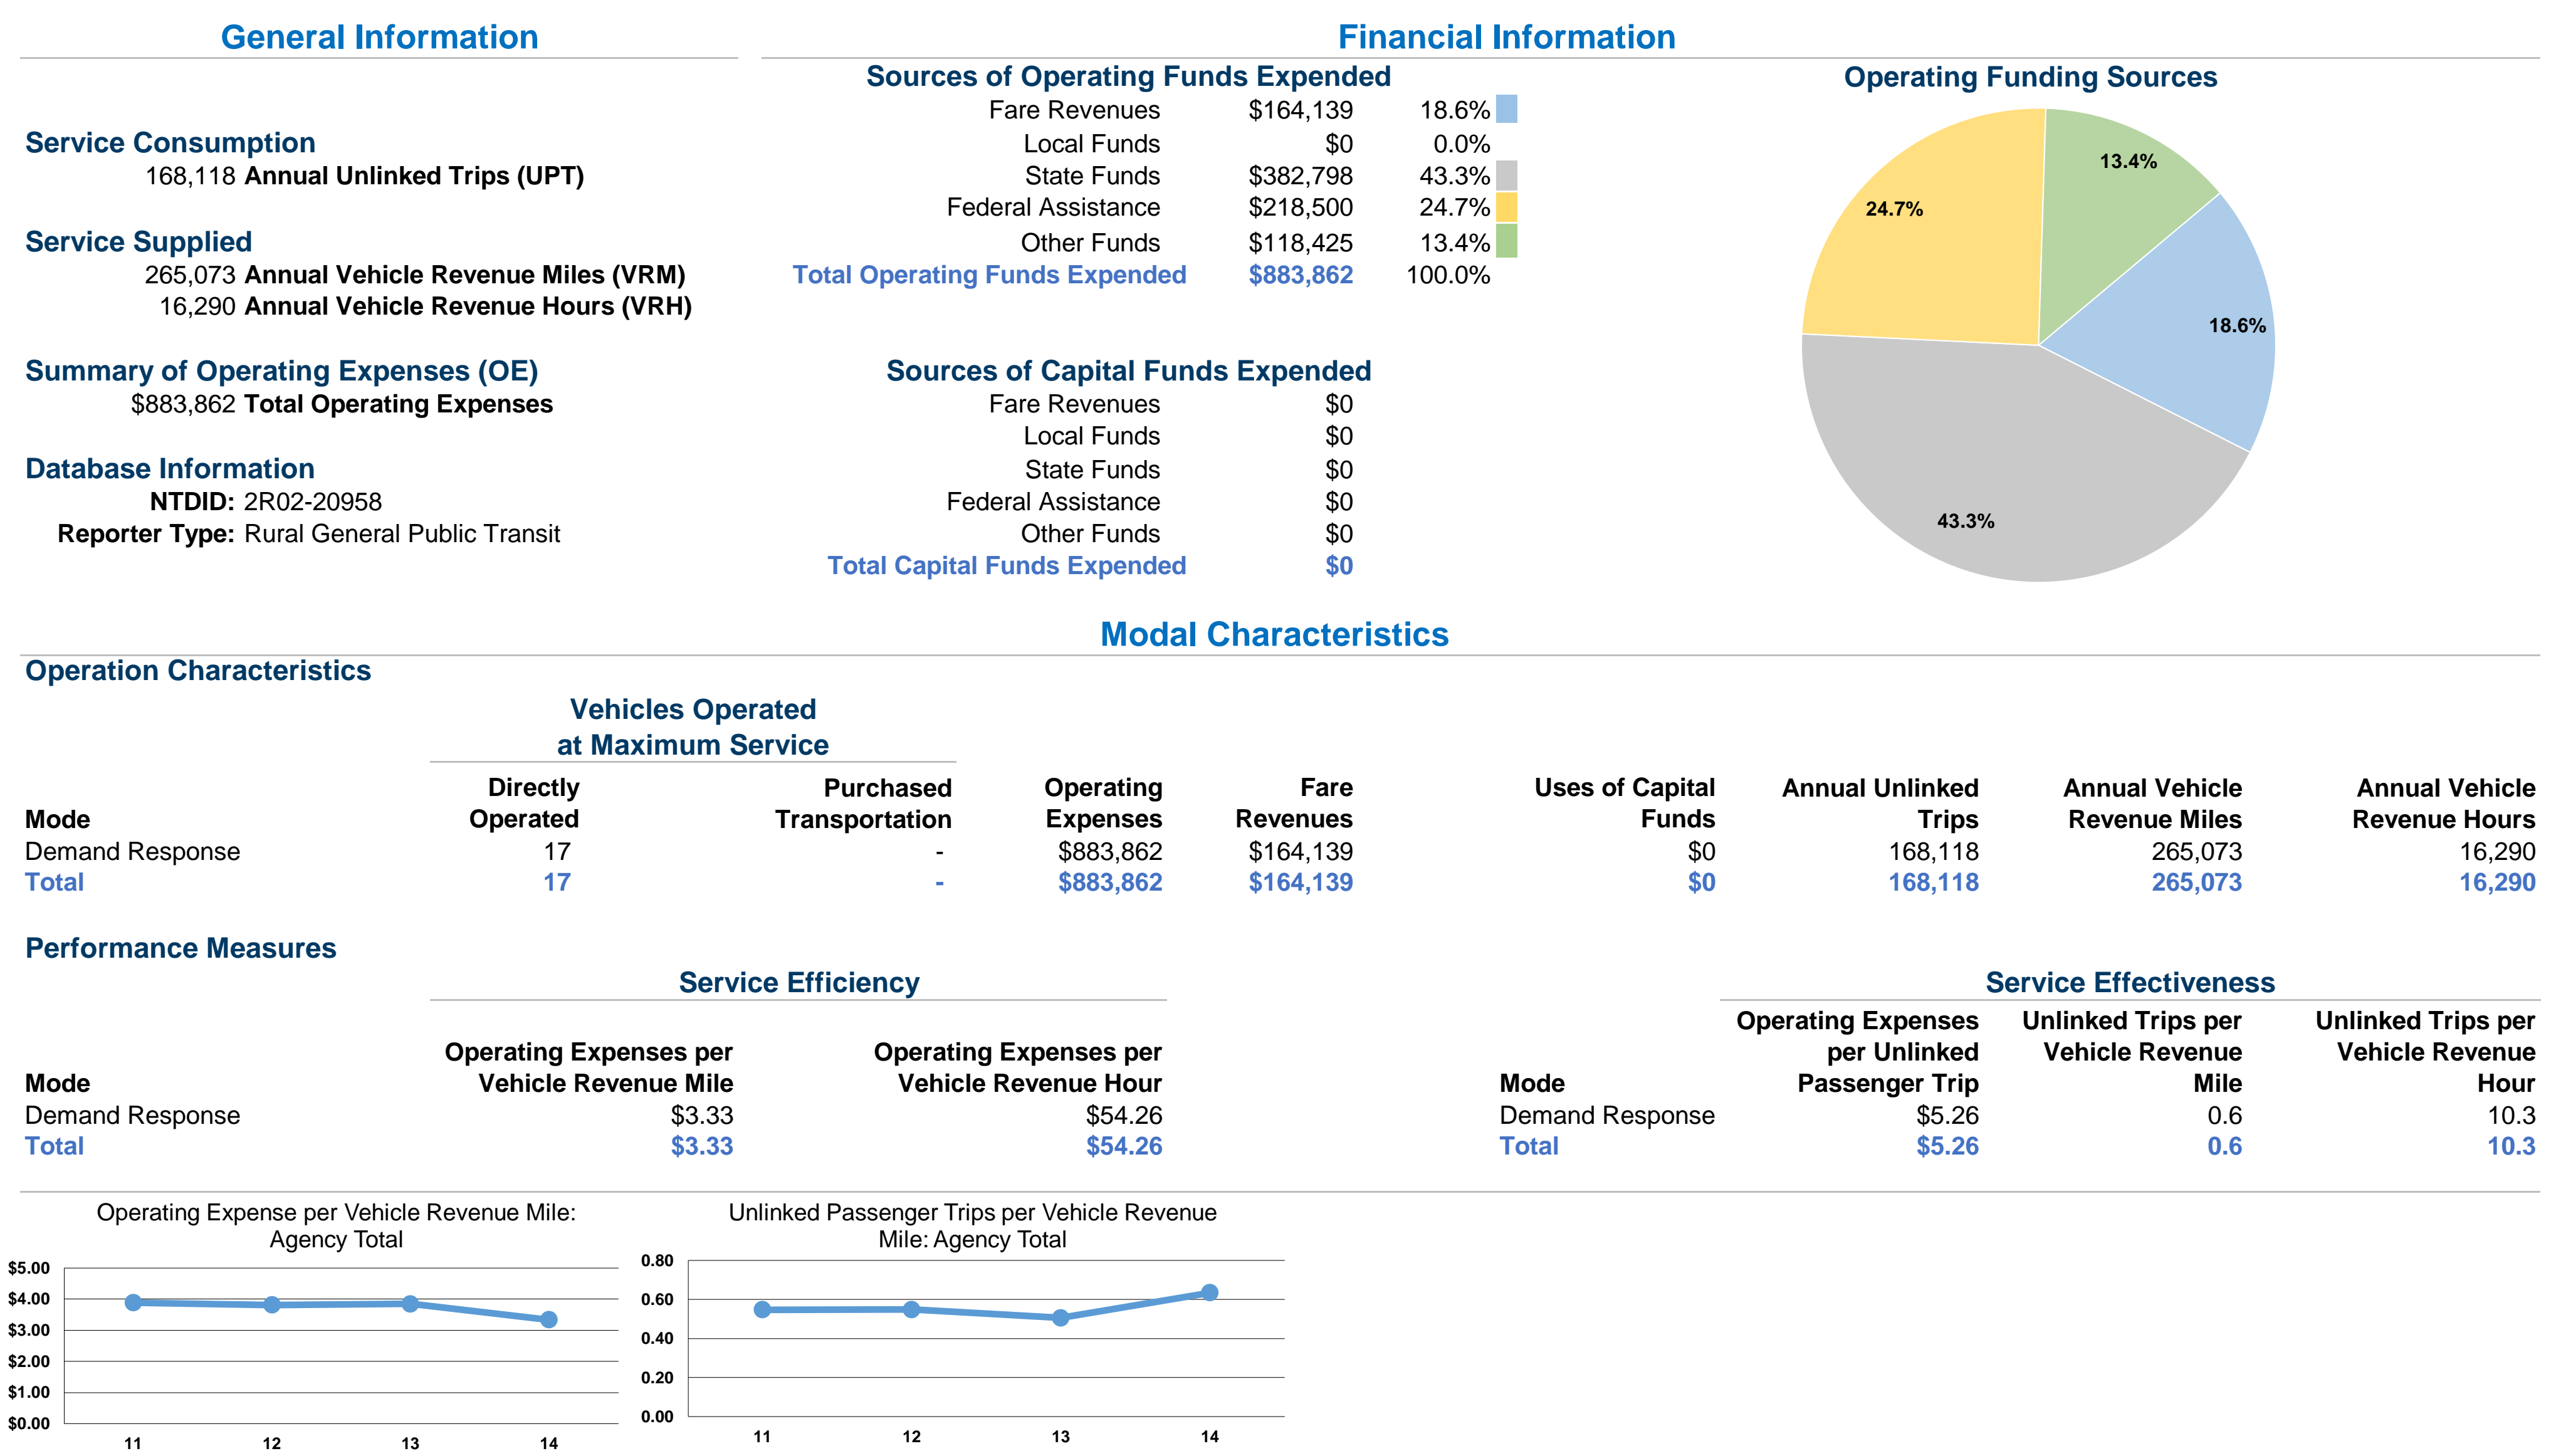 General Information
Financial Information
Sources of Operating Funds Expended
Operating Funding Sources
Fare Revenues $164,139 18.6%
Service Consumption
Local Funds $0 0.0%
168,118 Annual Unlinked Trips (UPT)
State Funds $382,798 43.3%
Federal Assistance $218,500 24.7%
Service Supplied
Other Funds $118,425 13.4%
265,073 Annual Vehicle Revenue Miles (VRM)
Total Operating Funds Expended $883,862 100.0%
16,290 Annual Vehicle Revenue Hours (VRH)
13.4%
24.7%
18.6%
43.3%
Summary of Operating Expenses (OE)
Sources of Capital Funds Expended
$883,862 Total Operating Expenses
Fare Revenues $0
Local Funds $0
Database Information
State Funds $0
NTDID: 2R02-20958
Federal Assistance $0
Reporter Type: Rural General Public Transit
Other Funds $0
Total Capital Funds Expended $0
Modal Characteristics
Operation Characteristics
Vehicles Operated
at Maximum Service
Directly Purchased Operating Fare Uses of Capital Annual Unlinked Annual Vehicle Annual Vehicle
Mode Operated Transportation Expenses Revenues Funds Trips Revenue Miles Revenue Hours
Demand Response 17 - $883,862 $164,139 $0 168,118 265,073 16,290
Total 17 - $883,862 $164,139 $0 168,118 265,073 16,290
Performance Measures
Service Efficiency
Service Effectiveness
Operating Expenses Unlinked Trips per Unlinked Trips per
Operating Expenses per Operating Expenses per per Unlinked Vehicle Revenue Vehicle Revenue
Mode Vehicle Revenue Mile Vehicle Revenue Hour Mode Passenger Trip Mile Hour
Demand Response $3.33 $54.26 Demand Response $5.26 0.6 10.3
Total $3.33 $54.26 Total $5.26 0.6 10.3
Operating Expense per Vehicle Revenue Mile:
Agency Total
$5.00
$4.00
$3.00
$2.00
$1.00
$0.00
11 12 13 14
Unlinked Passenger Trips per Vehicle Revenue
Mile: Agency Total
0.80
0.60
0.40
0.20
0.00
11 12 13 14